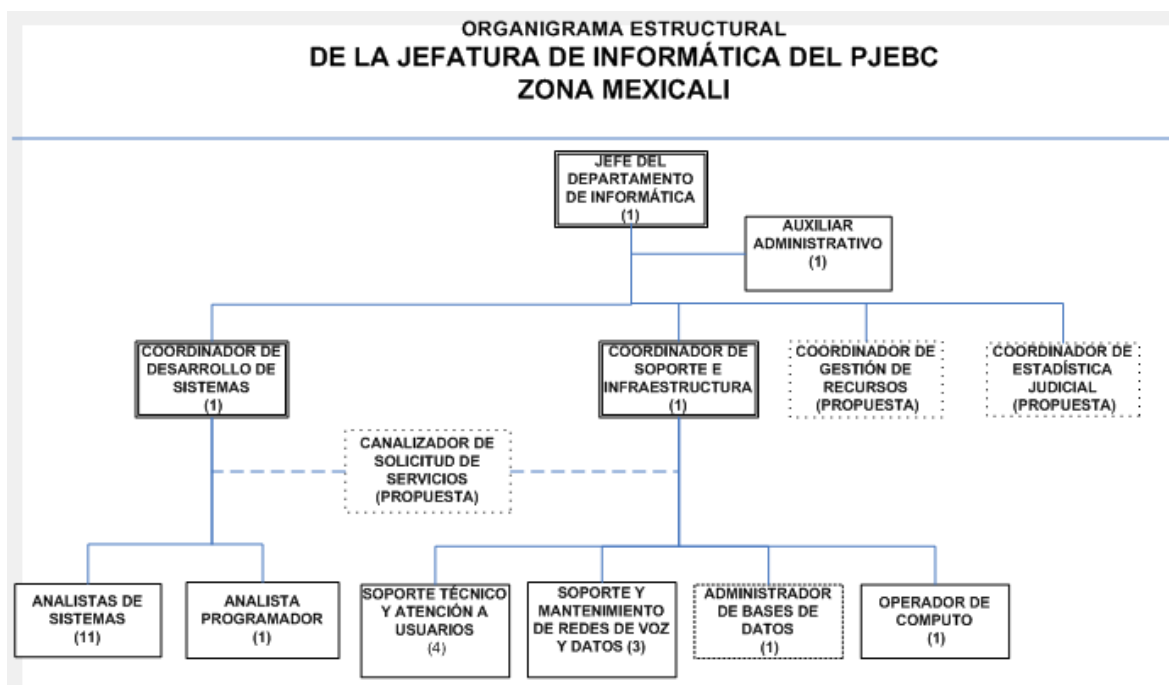 ORGANIGRAMA ESTRUCTURAL
DE LA JEFATURA DE INFORMÁTICA DEL PJEBC
ZONA MEXICALI
JEFE DEL
DEPARTAMENTO
DE INFORMÁTICA
(1)
AUXILIAR
ADMINISTRATIVO
(1)
COORDINADOR DE
DESARROLLO DE
SISTEMAS
(1)
COORDINADOR DE
SOPORTE E
INFRAESTRUCTURA
(1)
COORDINADOR DE
GESTIÓN DE
RECURSOS
(PROPUESTA)
COORDINADOR DE
ESTADÍSTICA
JUDICIAL
(PROPUESTA)
CANALIZADOR DE
SOLICITUD DE
SERVICIOS
(PROPUESTA)
ANALISTAS DE
SISTEMAS
(11)
ANALISTA
PROGRAMADOR
(1)
SOPORTE TÉCNICO
Y ATENCIÓN A
USUARIOS
(4)
SOPORTE Y
MANTENIMIENTO
DE REDES DE VOZ
Y DATOS (3)
ADMINISTRADOR
DE BASES DE
DATOS
(1)
OPERADOR DE
COMPUTO
(1)